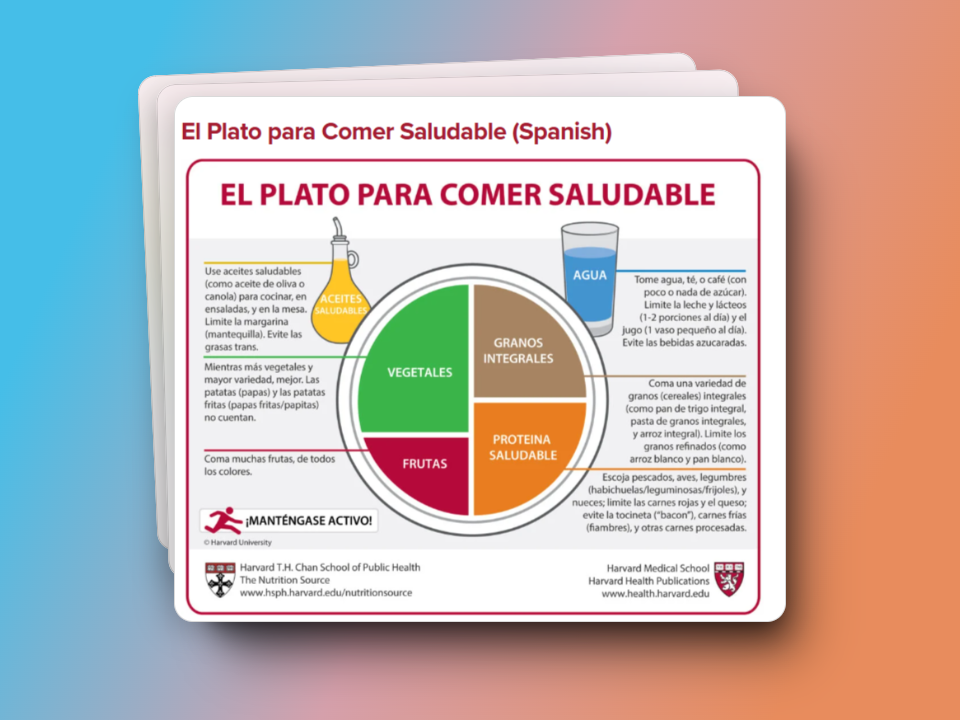 El Plato para Comer Saludable (Spanish)
EL PLATO PARA COMER SALUDABLE
Use aceites saludables
(como aceite de oliva o
canola) para cocinar, en
ensaladas, y en la mesa.
Limite la margarina
(mantequilla). Evite las
grasas trans.
ACEITES
SALUDABLES
AGUA
Tome agua, té, o café (con
poco o nada de azúcar).
Limite la leche y lácteos
(1-2 porciones al día) y el
jugo (1 vaso pequeño al día).
Evite las bebidas azucaradas.
Mientras más vegetales y
mayor variedad, mejor. Las
patatas (papas) y las patatas
fritas (papas fritas/papitas)
no cuentan.
VEGETALES
GRANOS
INTEGRALES
Coma una variedad de
granos (cereales) integrales
(como pan de trigo integral,
pasta de granos integrales,
y arroz integral). Limite los
granos refinados (como
arroz blanco y pan blanco).
Coma muchas frutas, de todos
los colores.
FRUTAS
PROTEINA
SALUDABLE
Escoja pescados, aves, legumbres
(habichuelas/leguminosas/frijoles), y
nueces; limite las carnes rojas y el queso;
evite la tocineta ("bacon"), carnes frías
(fiambres), y otras carnes procesadas.
¡MANTÉNGASE ACTIVO!
© Harvard University
Harvard T.H. Chan School of Public Health
The Nutrition Source
www.hsph.harvard.edu/nutritionsource
Harvard Medical School
Harvard Health Publications
www.health.harvard.edu